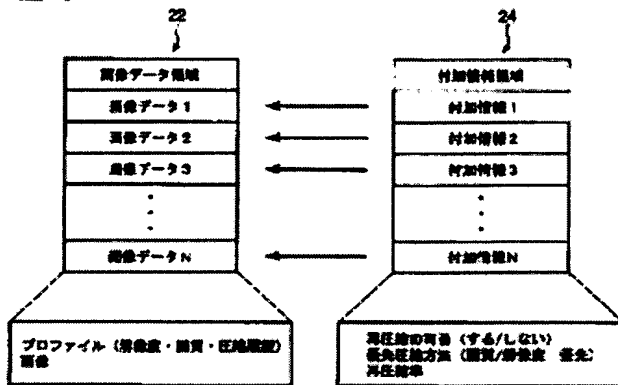 22
24
画像データ領域
画像データ1
画像データ2
画像データ3
画像データN
付加情報領域
付加情報1
付加情報2
付加情報3
付加情報N
プロファイル(解像度・画質・圧縮履歴)
画像
再圧縮の可否(する/しない)
優先圧縮方法(画質/解像度 優先)
再圧縮率